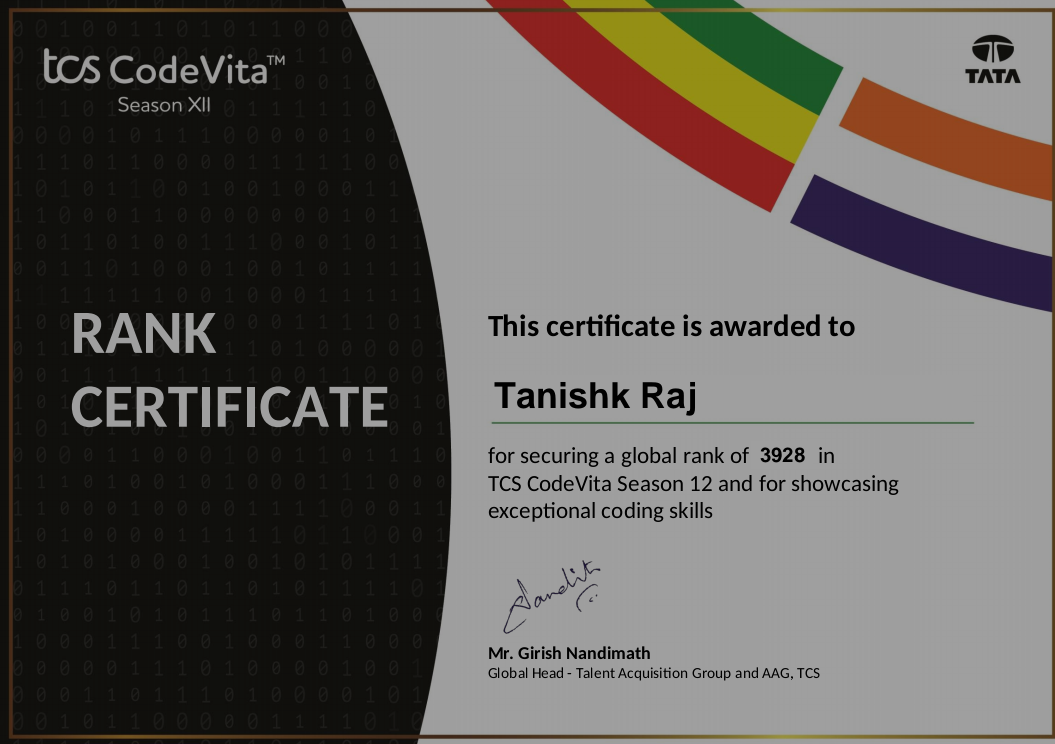 tcs CodeVita™
Season XII
TATA
RANK
CERTIFICATE
This certificate is awarded to
Tanishk Raj
for securing a global rank of 3928 in
TCS CodeVita Season 12 and for showcasing
exceptional coding skills
Mr. Girish Nandimath
Global Head - Talent Acquisition Group and AAG, TCS